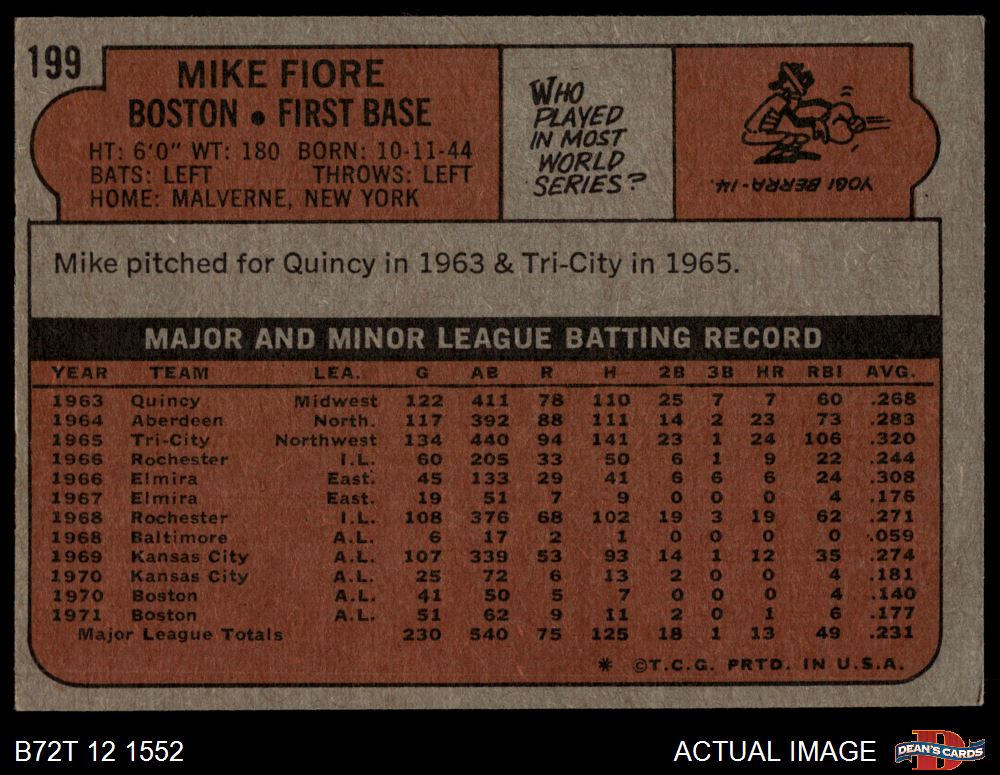 199
MIKE FIORE
BOSTON • FIRST BASE
HT: 6'0" WT: 180 BORN: 10-11-44
BATS: LEFT THROWS: LEFT
HOME: MALVERNE, NEW YORK
WHO
PLAYED
IN MOST
WORLD
SERIES?
YOGI BERRA-14.
Mike pitched for Quincy in 1963 & Tri-City in 1965.
MAJOR AND MINOR LEAGUE BATTING RECORD
YEAR TEAM LEA. G AB R H 2B 3B HR RBI AVG.
1963 Quincy Midwest 122 411 78 110 25 7 7 60 .268
1964 Aberdeen North. 117 392 88 111 14 2 23 73 .283
1965 Tri-City Northwest 134 440 94 141 23 1 24 106 .320
1966 Rochester I.L. 60 205 33 50 6 1 9 22 .244
1966 Elmira East. 45 133 29 41 6 6 6 24 .308
1967 Elmira East. 19 51 7 9 0 0 0 4 .176
1968 Rochester I.L. 108 376 68 102 19 3 19 62 .271
1968 Baltimore A.L. 6 17 2 1 0 0 0 0 .059
1969 Kansas City A.L. 107 339 53 93 14 1 12 35 .274
1970 Kansas City A.L. 25 72 6 13 2 0 0 4 .181
1970 Boston A.L. 41 50 5 7 0 0 0 4 .140
1971 Boston A.L. 51 62 9 11 2 0 1 6 .177
Major League Totals 230 540 75 125 18 1 13 49 .231
* ©T.C.G. PRTD. IN U.S.A.
B72T 12 1552
ACTUAL IMAGE
DEAN'S CARDS